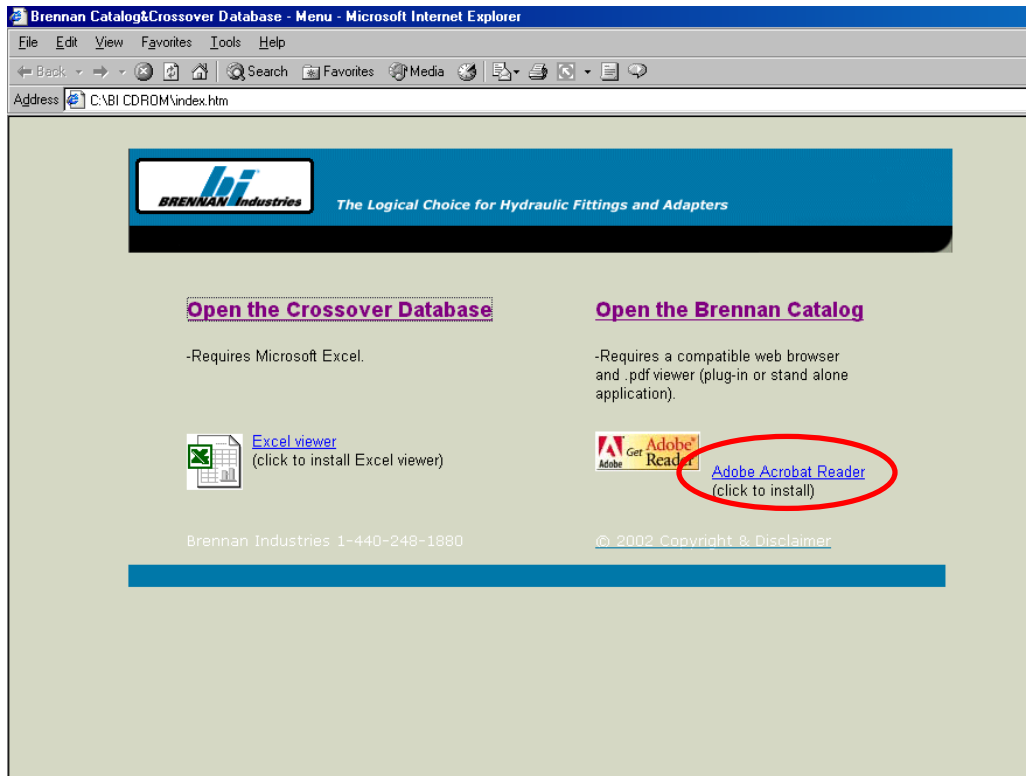 Brennan Catalog&Crossover Database - Menu - Microsoft Internet Explorer
File Edit View Favorites Tools Help
Back Search Favorites Media
Address C:\BI CDROM\index.htm
bi
BRENNAN Industries
The Logical Choice for Hydraulic Fittings and Adapters
Open the Crossover Database
-Requires Microsoft Excel.
Excel viewer
(click to install Excel viewer)
Open the Brennan Catalog
-Requires a compatible web browser
and .pdf viewer (plug-in or stand alone
application).
Adobe
Get Adobe®
Reader
Adobe Acrobat Reader
(click to install)
Brennan Industries 1-440-248-1880
© 2002 Copyright & Disclaimer